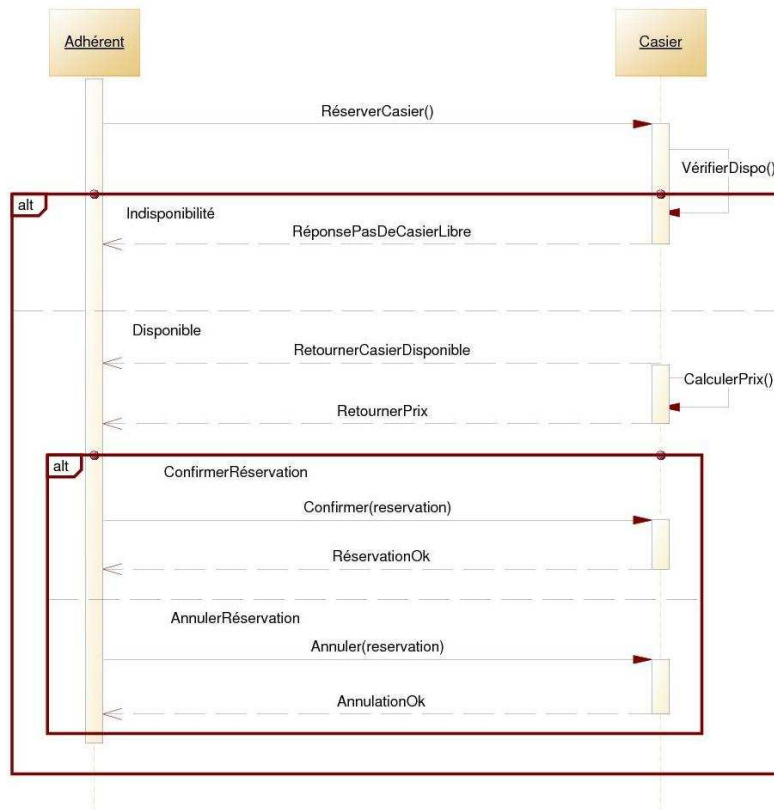 Adhérent
Casier
RéserverCasier()
VérifierDispo()
alt
Indisponibilité
RéponsePasDeCasierLibre
Disponible
RetournerCasierDisponible
CalculerPrix()
RetournerPrix
alt
ConfirmerRéservation
Confirmer(reservation)
RéservationOk
AnnulerRéservation
Annuler(reservation)
AnnulationOk